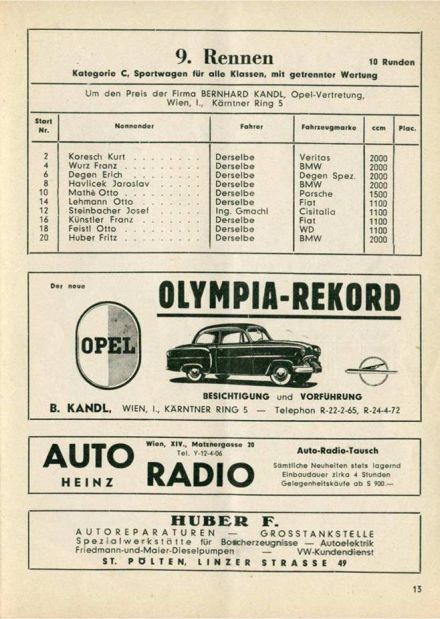 9. Rennen
10 Runden
Kategorie C, Sportwagen für alle Klassen, mit getrennter Wertung
Um den Preis der Firma BERNHARD KANDL, Opel-Vertretung,
Wien, I., Kärntner Ring 5
Start Nr. Nennender Fahrer Fahrzeugmarke ccm Plac.
2 Koresch Kurt . . . . . . . Derselbe Veritas 2000
4 Wurz Franz . . . . . . . Derselbe BMW 2000
6 Degen Erich . . . . . . . Derselbe Degen Spez. 2000
8 Havlicek Jaroslav . . . . . Derselbe BMW 2000
10 Mathè Otto . . . . . . . Derselbe Porsche 1500
14 Lehmann Otto . . . . . . Derselbe Fiat 1100
12 Steinbacher Josef . . . . . Ing. Gmachl Cisitalia 1100
16 Künstler Franz . . . . . . Derselbe Fiat 1100
18 Feistl Otto . . . . . . . Derselbe WD 1100
20 Huber Fritz . . . . . . . Derselbe BMW 2000
Der neue
OLYMPIA-REKORD
OPEL
BESICHTIGUNG und VORFÜHRUNG
B. KANDL, WIEN, I., KÄRNTNER RING 5 — Telephon R-22-2-65, R-24-4-72
AUTO
HEINZ
Wien, XIV., Matznergasse 20
Tel. Y-12-4-06
RADIO
Auto-Radio-Tausch
Sämtliche Neuheiten stets lagernd
Einbaudauer zirka 4 Stunden
Gelegenheitskäufe ab S 900.—
HUBER F.
AUTOREPARATUREN — GROSSTANKSTELLE
Spezialwerkstätte für Boscherzeugnisse — Autoelektrik
Friedmann-und-Maier-Dieselpumpen — VW-Kundendienst
ST. PÖLTEN, LINZER STRASSE 49
13